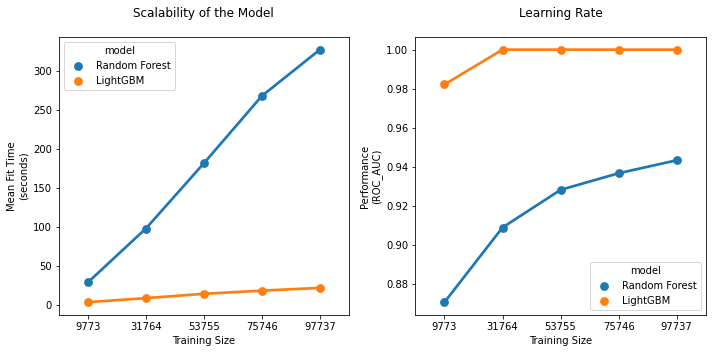 Scalability of the Model
Mean Fit Time
(seconds)
300
250
200
150
100
50
0
model
Random Forest
LightGBM
9773
31764
53755
75746
97737
Training Size
Learning Rate
Performance
(ROC_AUC)
1.00
0.98
0.96
0.94
0.92
0.90
0.88
model
Random Forest
LightGBM
9773
31764
53755
75746
97737
Training Size